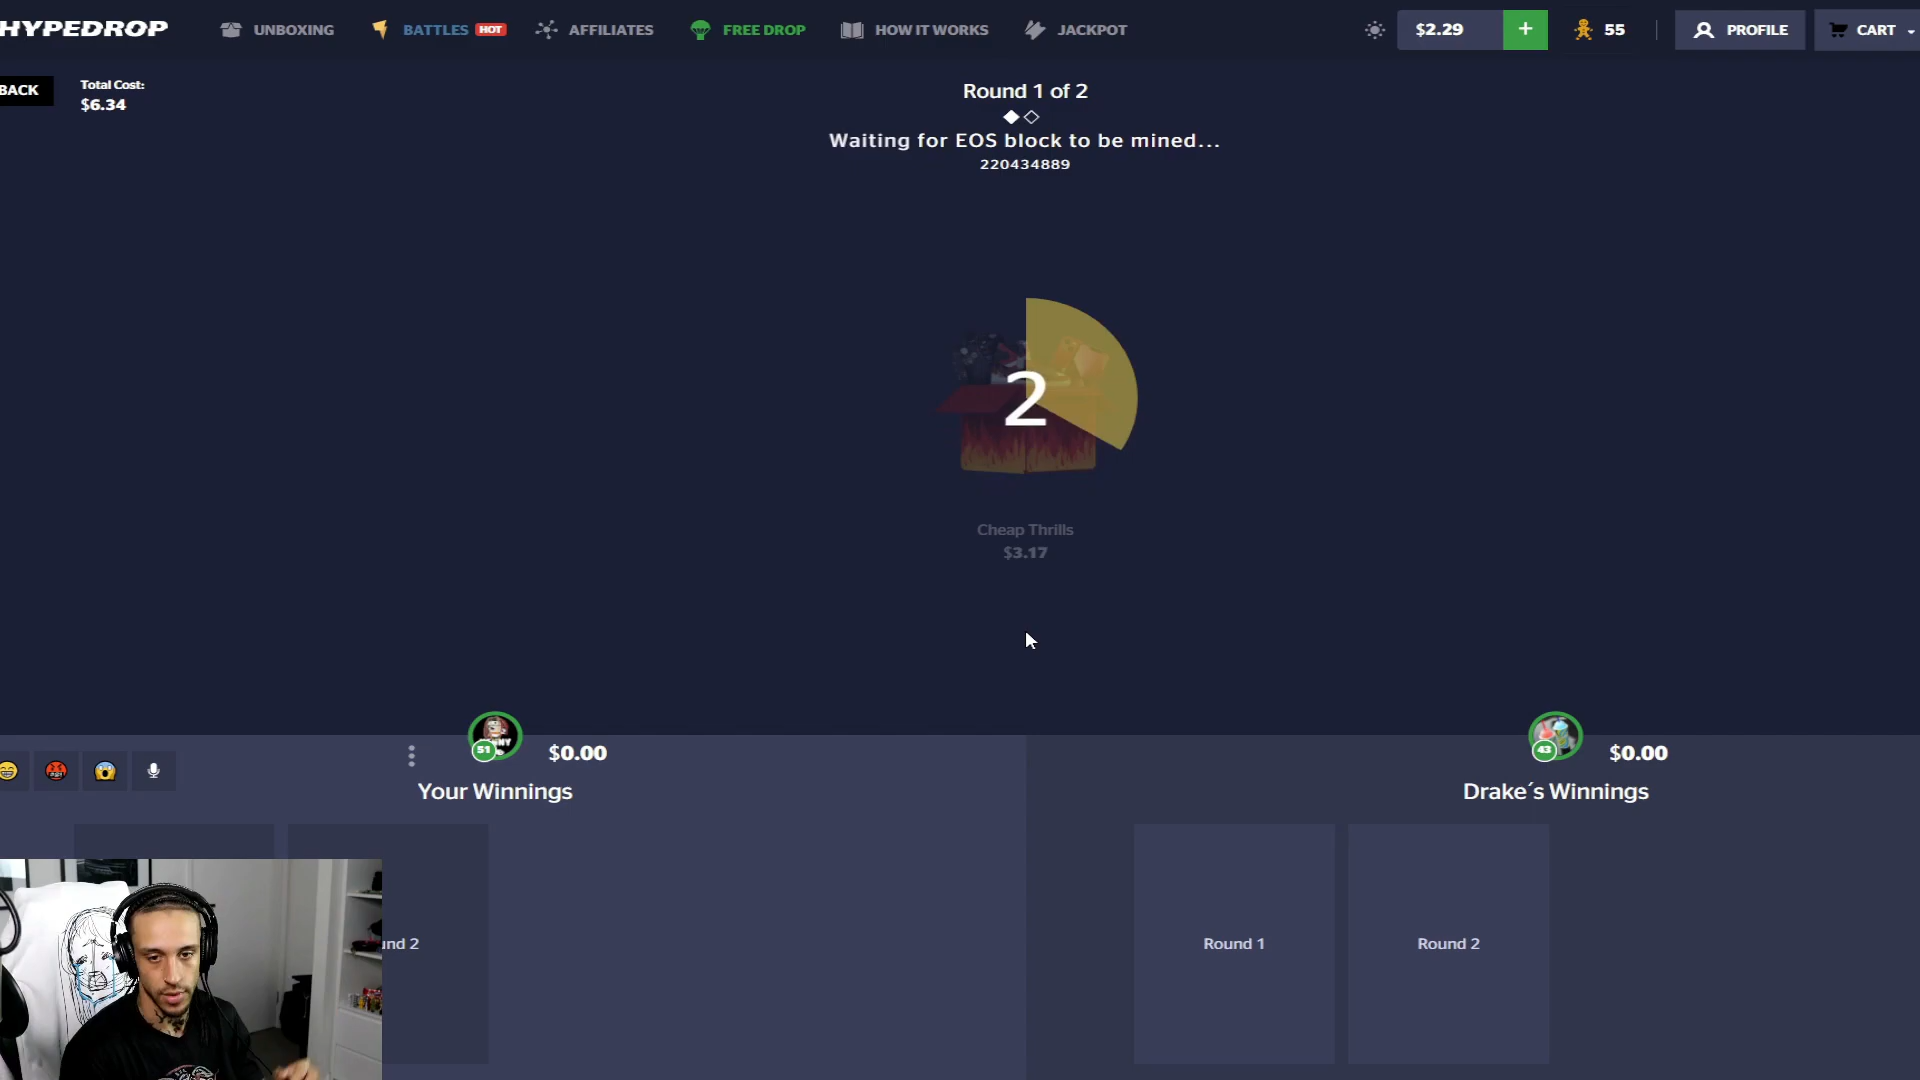 HYPEDROP
UNBOXING
BATTLES HOT
AFFILIATES
FREE DROP
HOW IT WORKS
JACKPOT
$2.29
+
55
PROFILE
CART
BACK
Total Cost:
$6.34
Round 1 of 2
Waiting for EOS block to be mined...
220434889
2
Cheap Thrills
$3.17
51
$0.00
Your Winnings
43
$0.00
Drake´s Winnings
und 2
Round 1
Round 2